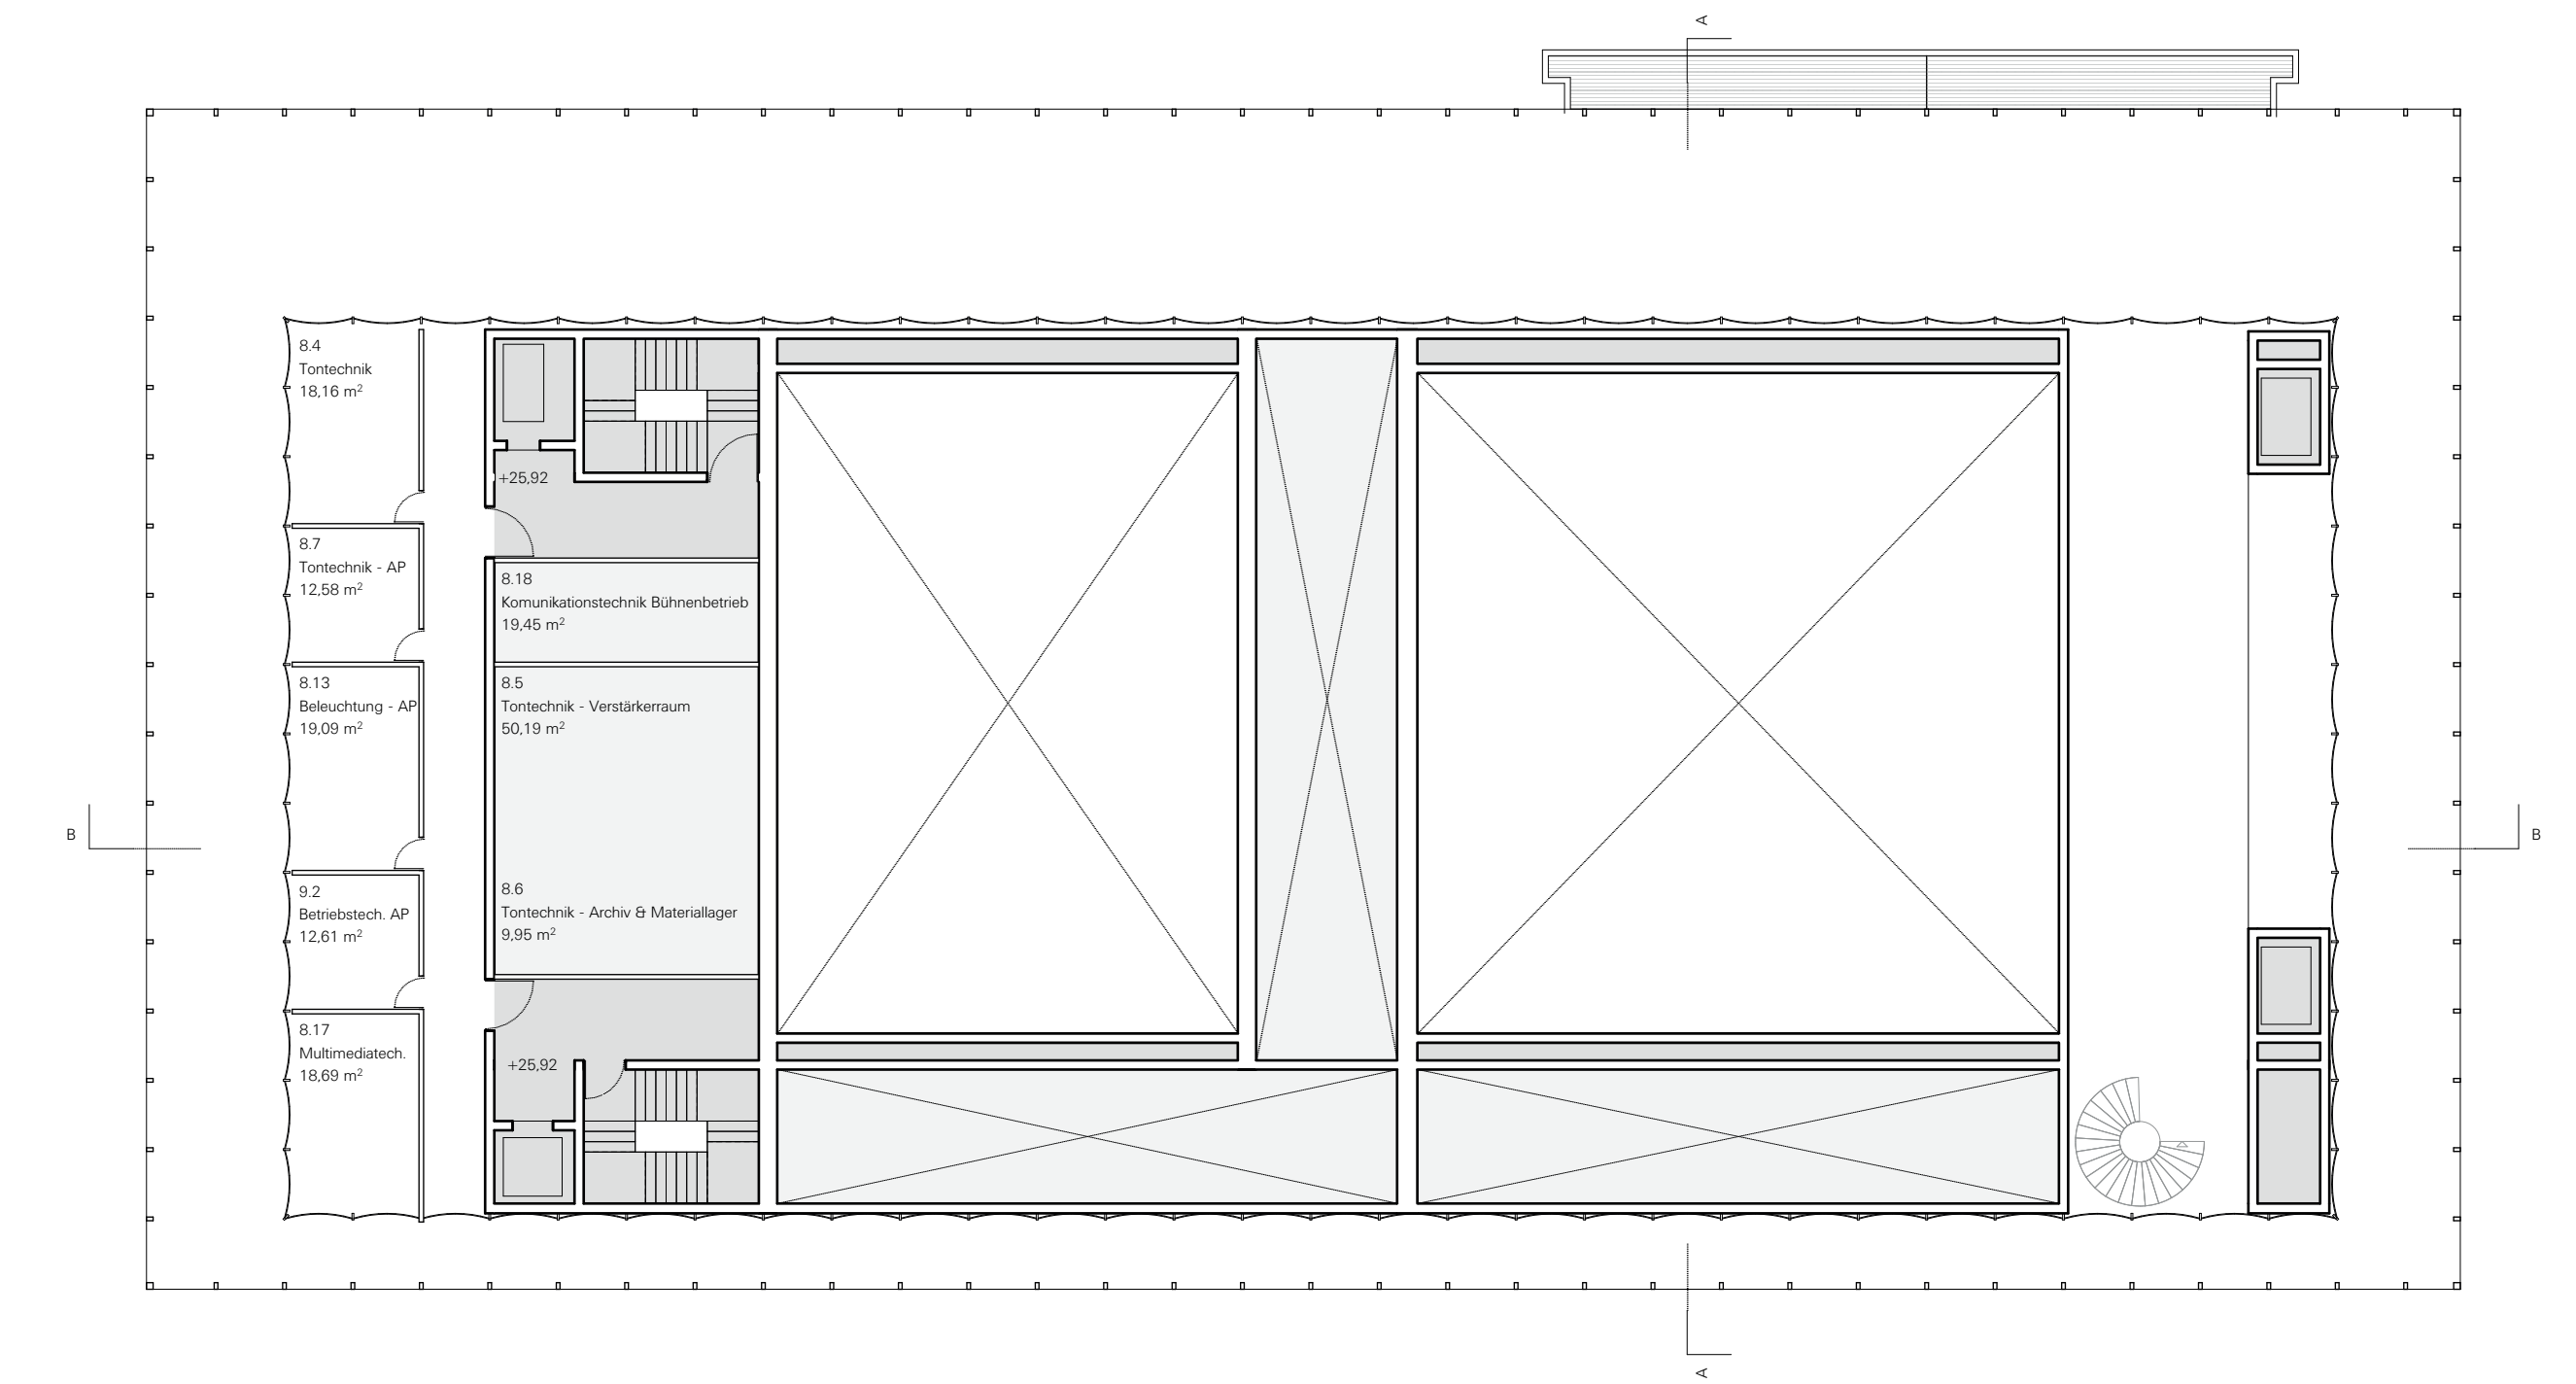 A
8.4
Tontechnik
18,16 m²
+25,92
8.7
Tontechnik - AP
12,58 m²
8.18
Komunikationstechnik Bühnenbetrieb
19,45 m²
8.13
Beleuchtung - AP
19,09 m²
8.5
Tontechnik - Verstärkerraum
50,19 m²
B
B
9.2
Betriebstech. AP
12,61 m²
8.6
Tontechnik - Archiv & Materiallager
9,95 m²
8.17
Multimediatech.
18,69 m²
+25,92
A